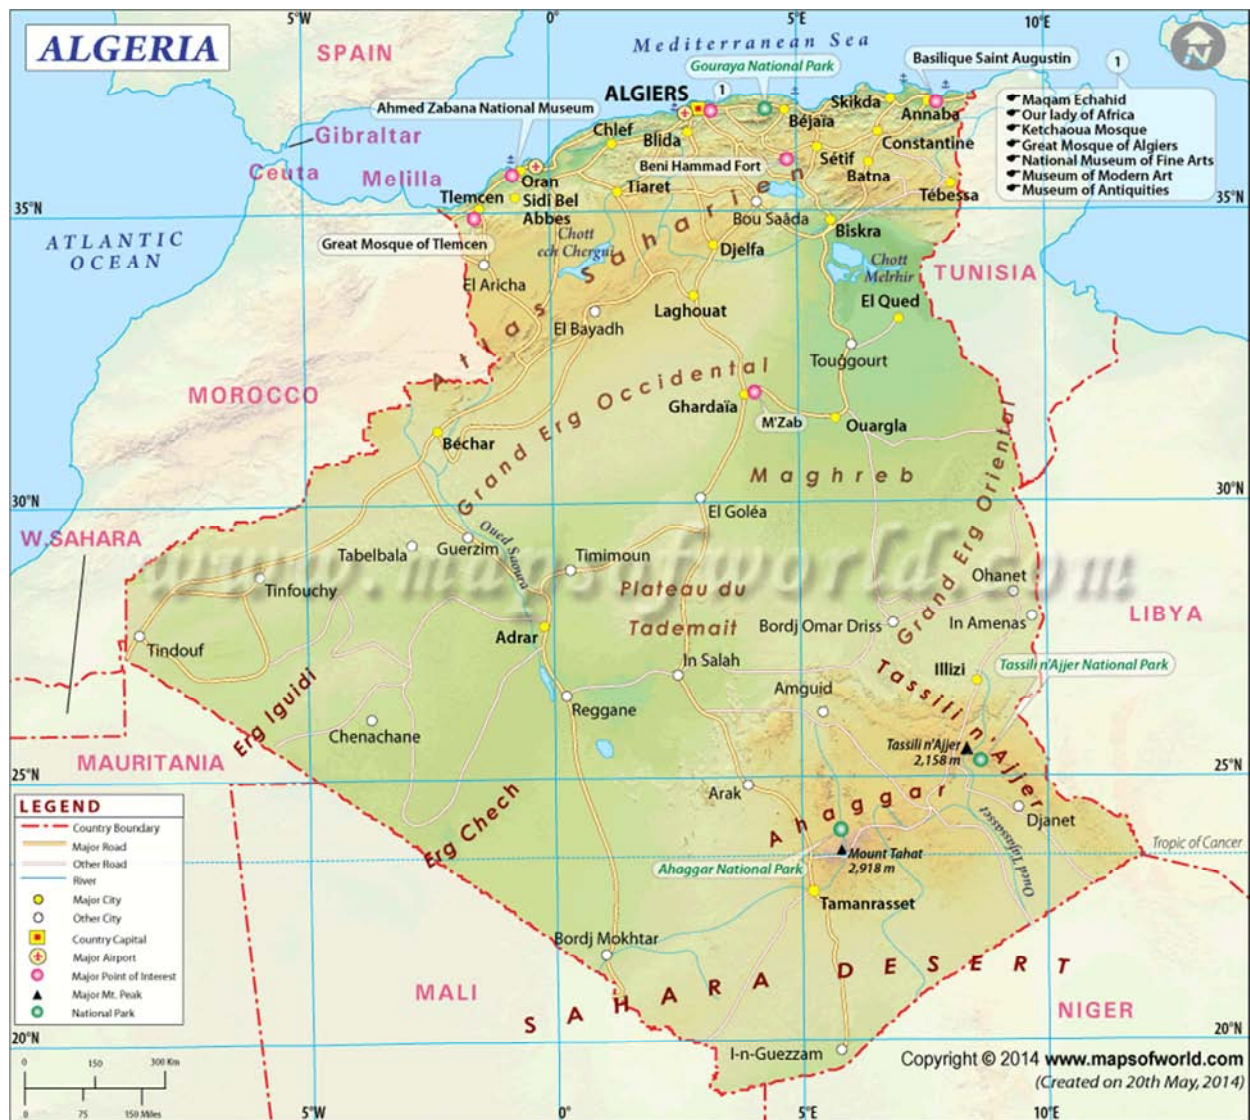 5°W
0°
5°E
10°E
ALGERIA
SPAIN
Mediterranean Sea
N
Gouraya National Park
Basilique Saint Augustin
1
ALGIERS
1
Ahmed Zabana National Museum
Skikda
Annaba
Maqam Echahid
Our lady of Africa
Ketchaoua Mosque
Great Mosque of Algiers
National Museum of Fine Arts
Museum of Modern Art
Museum of Antiquities
Gibraltar
Chlef
Blida
Béjaïa
Constantine
Ceuta
Melilla
Beni Hammad Fort
Sétif
Batna
Oran
Tiaret
Tébessa
Tlemcen
Sidi Bel
Abbes
Bou Saâda
35°N
35°N
ATLANTIC
OCEAN
Great Mosque of Tlemcen
Chott
ech Chergui
Djelfa
Biskra
Chott
Melrhir
TUNISIA
El Aricha
Atlas Saharien
Laghouat
El Qued
El Bayadh
Touggourt
MOROCCO
Grand Erg Occidental
Ghardaïa
M'Zab
Ouargla
Béchar
Maghreb
Grand Erg Oriental
30°N
30°N
El Goléa
W.SAHARA
Tabelbala
Guerzim
Oued Saoura
Timimoun
www.mapsofworld.com
Tinfouchy
Plateau du
Tademait
Ohanet
In Amenas
LIBYA
Bordj Omar Driss
Adrar
Tindouf
In Salah
Illizi
Tassili n'Ajjer National Park
Amguid
Tassili n'Ajjer
Erg Iguidi
Reggane
Chenachane
Tassili n'Ajjer
2,158 m
MAURITANIA
25°N
25°N
Arak
Ahaggar
Djanet
Erg Chech
Oued Tafassasset
Tropic of Cancer
Mount Tahat
2,918 m
Ahaggar National Park
Tamanrasset
LEGEND
Country Boundary
Major Road
Other Road
River
Major City
Other City
Country Capital
Major Airport
Major Point of Interest
Major Mt. Peak
National Park
Bordj Mokhtar
SAHARA DESERT
MALI
NIGER
20°N
20°N
I-n-Guezzam
Copyright © 2014 www.mapsofworld.com
(Created on 20th May, 2014)
0 150 300 Km
0 75 150 Miles
5°W
0°
5°E
10°E